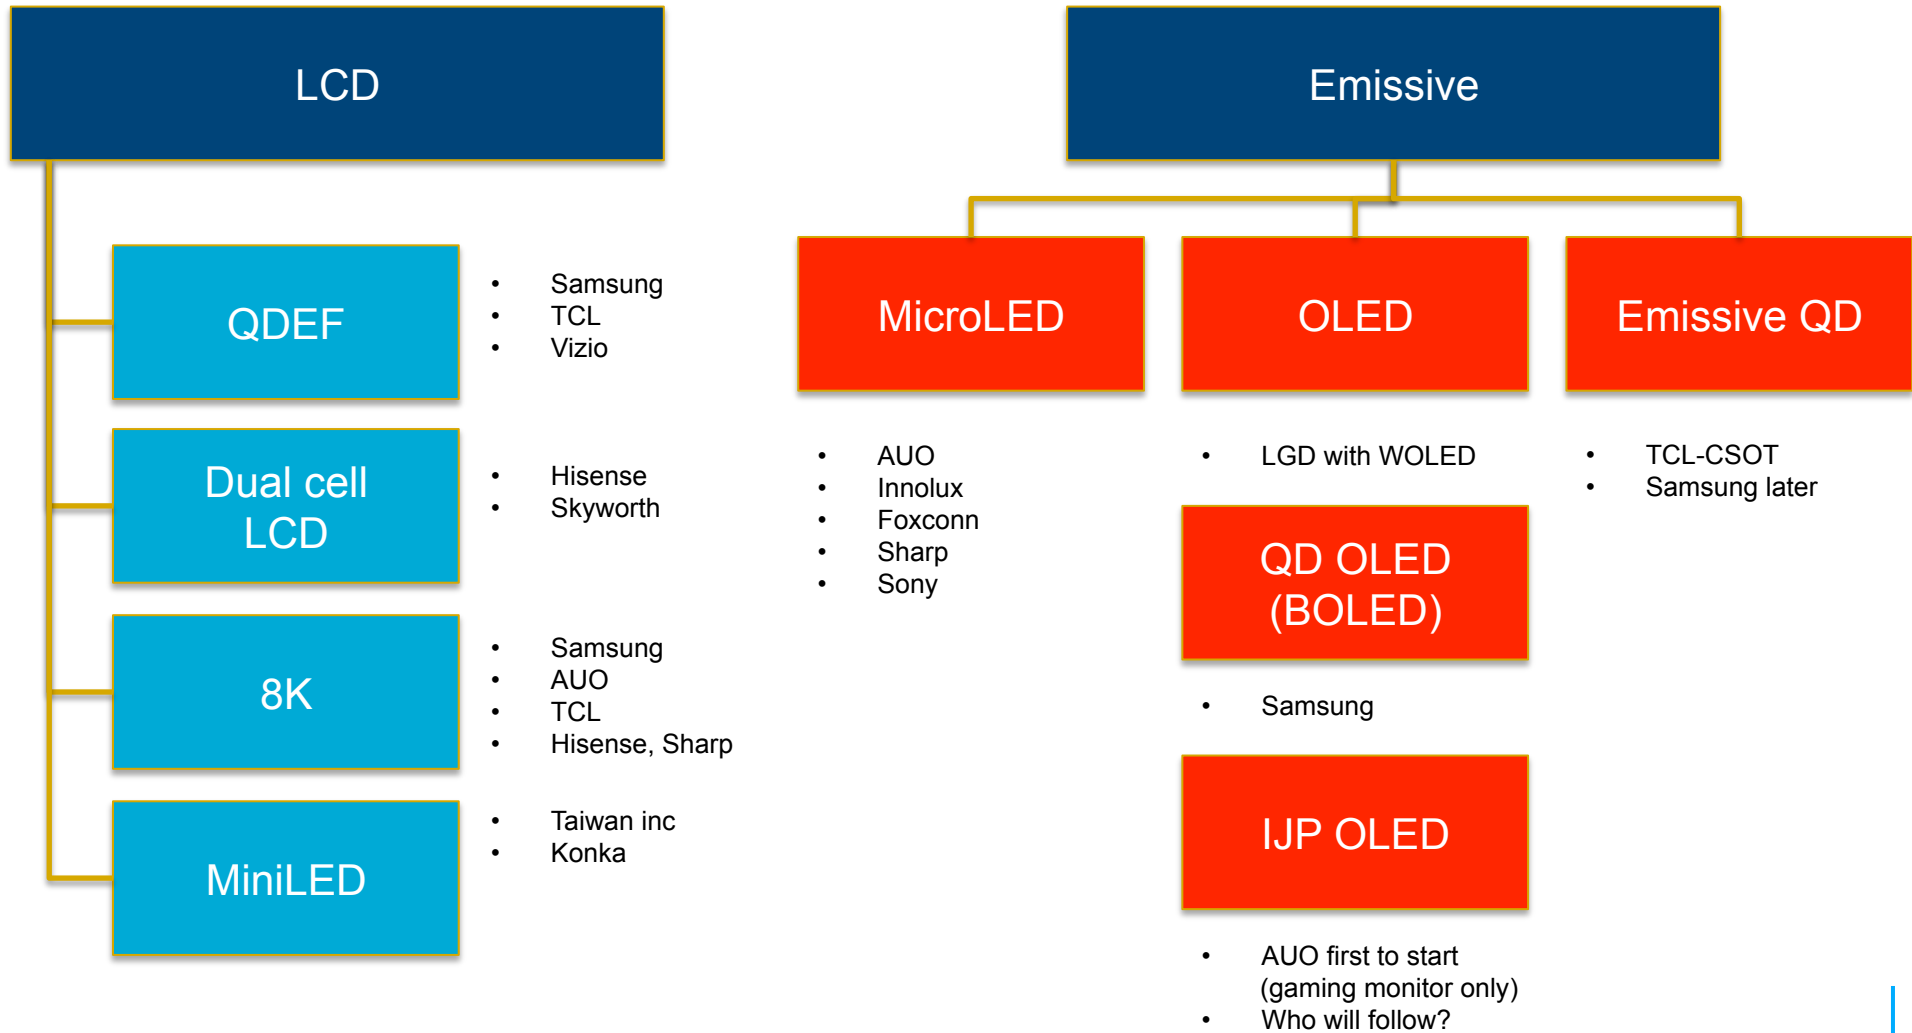 LCD
QDEF
• Samsung
• TCL
• Vizio
Dual cell
LCD
• Hisense
• Skyworth
8K
• Samsung
• AUO
• TCL
• Hisense, Sharp
MiniLED
• Taiwan inc
• Konka
Emissive
MicroLED
• AUO
• Innolux
• Foxconn
• Sharp
• Sony
OLED
• LGD with WOLED
QD OLED
(BOLED)
• Samsung
IJP OLED
• AUO first to start
(gaming monitor only)
• Who will follow?
Emissive QD
• TCL-CSOT
• Samsung later